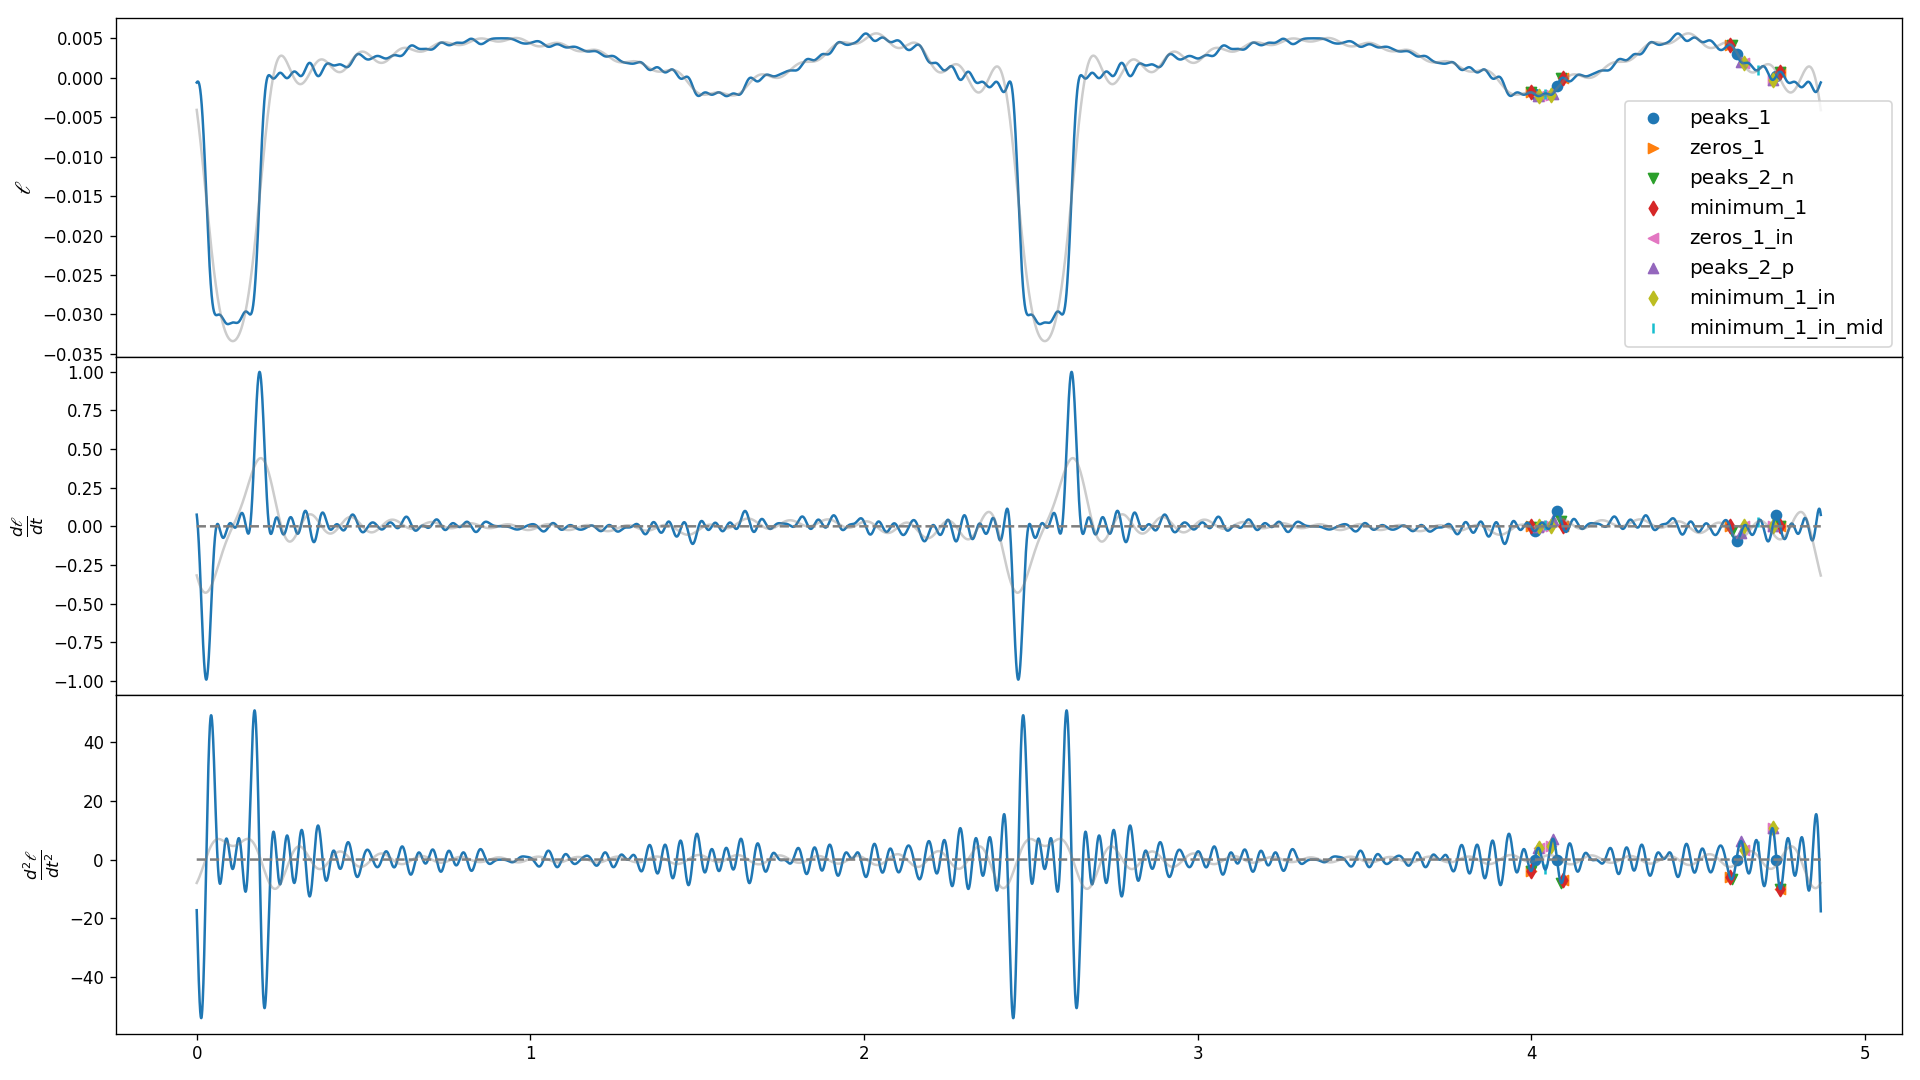 0.005
0.000
−0.005
−0.010
−0.015
−0.020
−0.025
−0.030
−0.035
ℓ
peaks_1
zeros_1
peaks_2_n
minimum_1
zeros_1_in
peaks_2_p
minimum_1_in
minimum_1_in_mid
1.00
0.75
0.50
0.25
0.00
−0.25
−0.50
−0.75
−1.00
dℓ
dt
40
20
0
−20
−40
d²ℓ
dt²
0 1 2 3 4 5